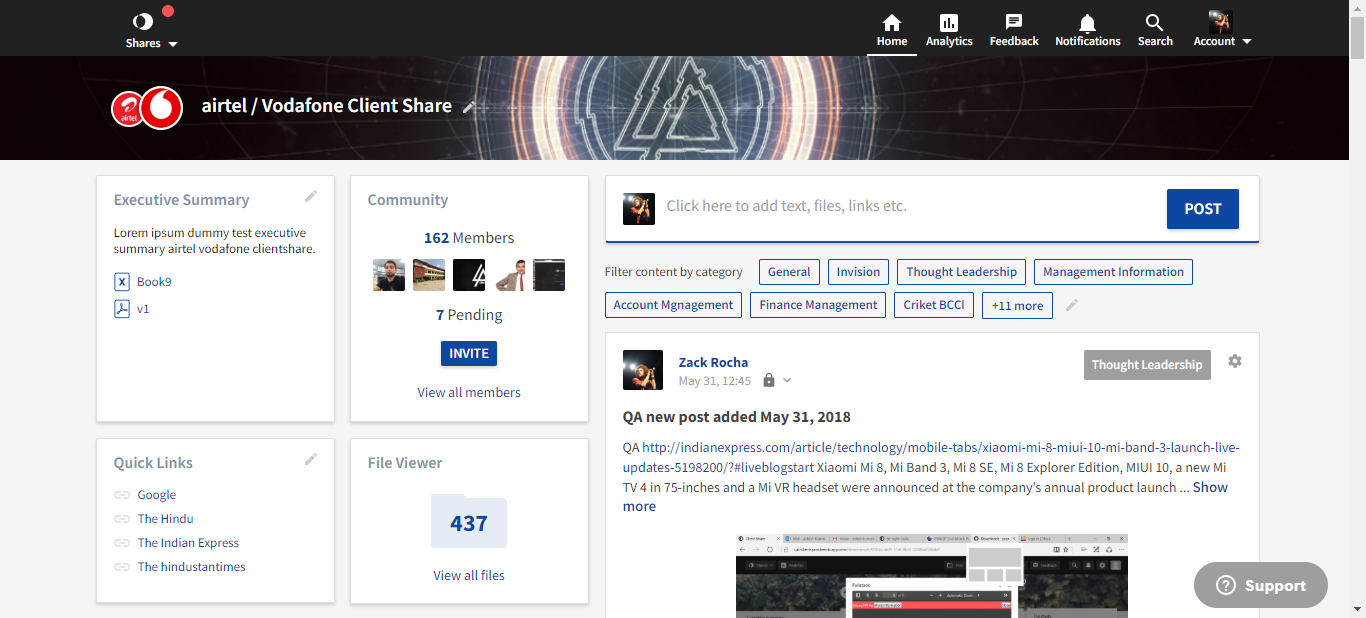 Shares
Home
Analytics
Feedback
Notifications
Search
Account
airtel
airtel / Vodafone Client Share
Executive Summary
Lorem ipsum dummy test executive
summary airtel vodafone clientshare.
Book9
v1
Community
162 Members
7 Pending
INVITE
View all members
Click here to add text, files, links etc.
POST
Filter content by category
General
Invision
Thought Leadership
Management Information
Account Mgnagement
Finance Management
Criket BCCI
+11 more
Zack Rocha
May 31, 12:45
Thought Leadership
QA new post added May 31, 2018
QA http://indianexpress.com/article/technology/mobile-tabs/xiaomi-mi-8-miui-10-mi-band-3-launch-live-
updates-5198200/?#liveblogstart Xiaomi Mi 8, Mi Band 3, Mi 8 SE, Mi 8 Explorer Edition, MIUI 10, a new Mi
TV 4 in 75-inches and a Mi VR headset were announced at the company's annual product launch ... Show
more
Quick Links
Google
The Hindu
The Indian Express
The hindustantimes
File Viewer
437
View all files
Client Share
Fullstack
Support